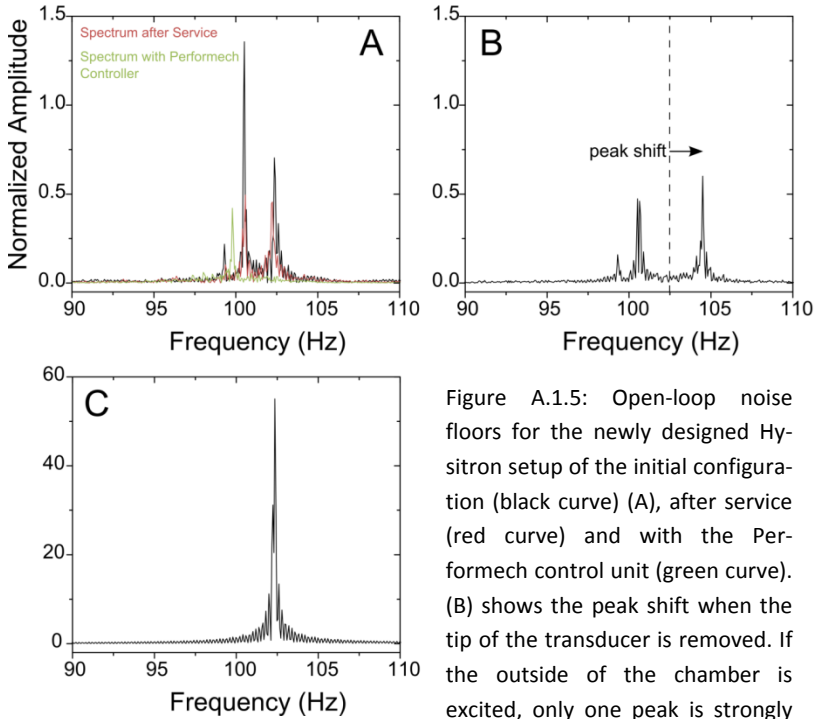 A
Spectrum after Service
Spectrum with Performech
Controller
Normalized Amplitude
1.5
1.0
0.5
0.0
90 95 100 105 110
Frequency (Hz)
B
peak shift
1.5
1.0
0.5
0.0
90 95 100 105 110
Frequency (Hz)
C
60
40
20
0
90 95 100 105 110
Frequency (Hz)
Figure A.1.5: Open-loop noise
floors for the newly designed Hy-
sitron setup of the initial configura-
tion (black curve) (A), after service
(red curve) and with the Per-
formech control unit (green curve).
(B) shows the peak shift when the
tip of the transducer is removed. If
the outside of the chamber is
excited, only one peak is strongly